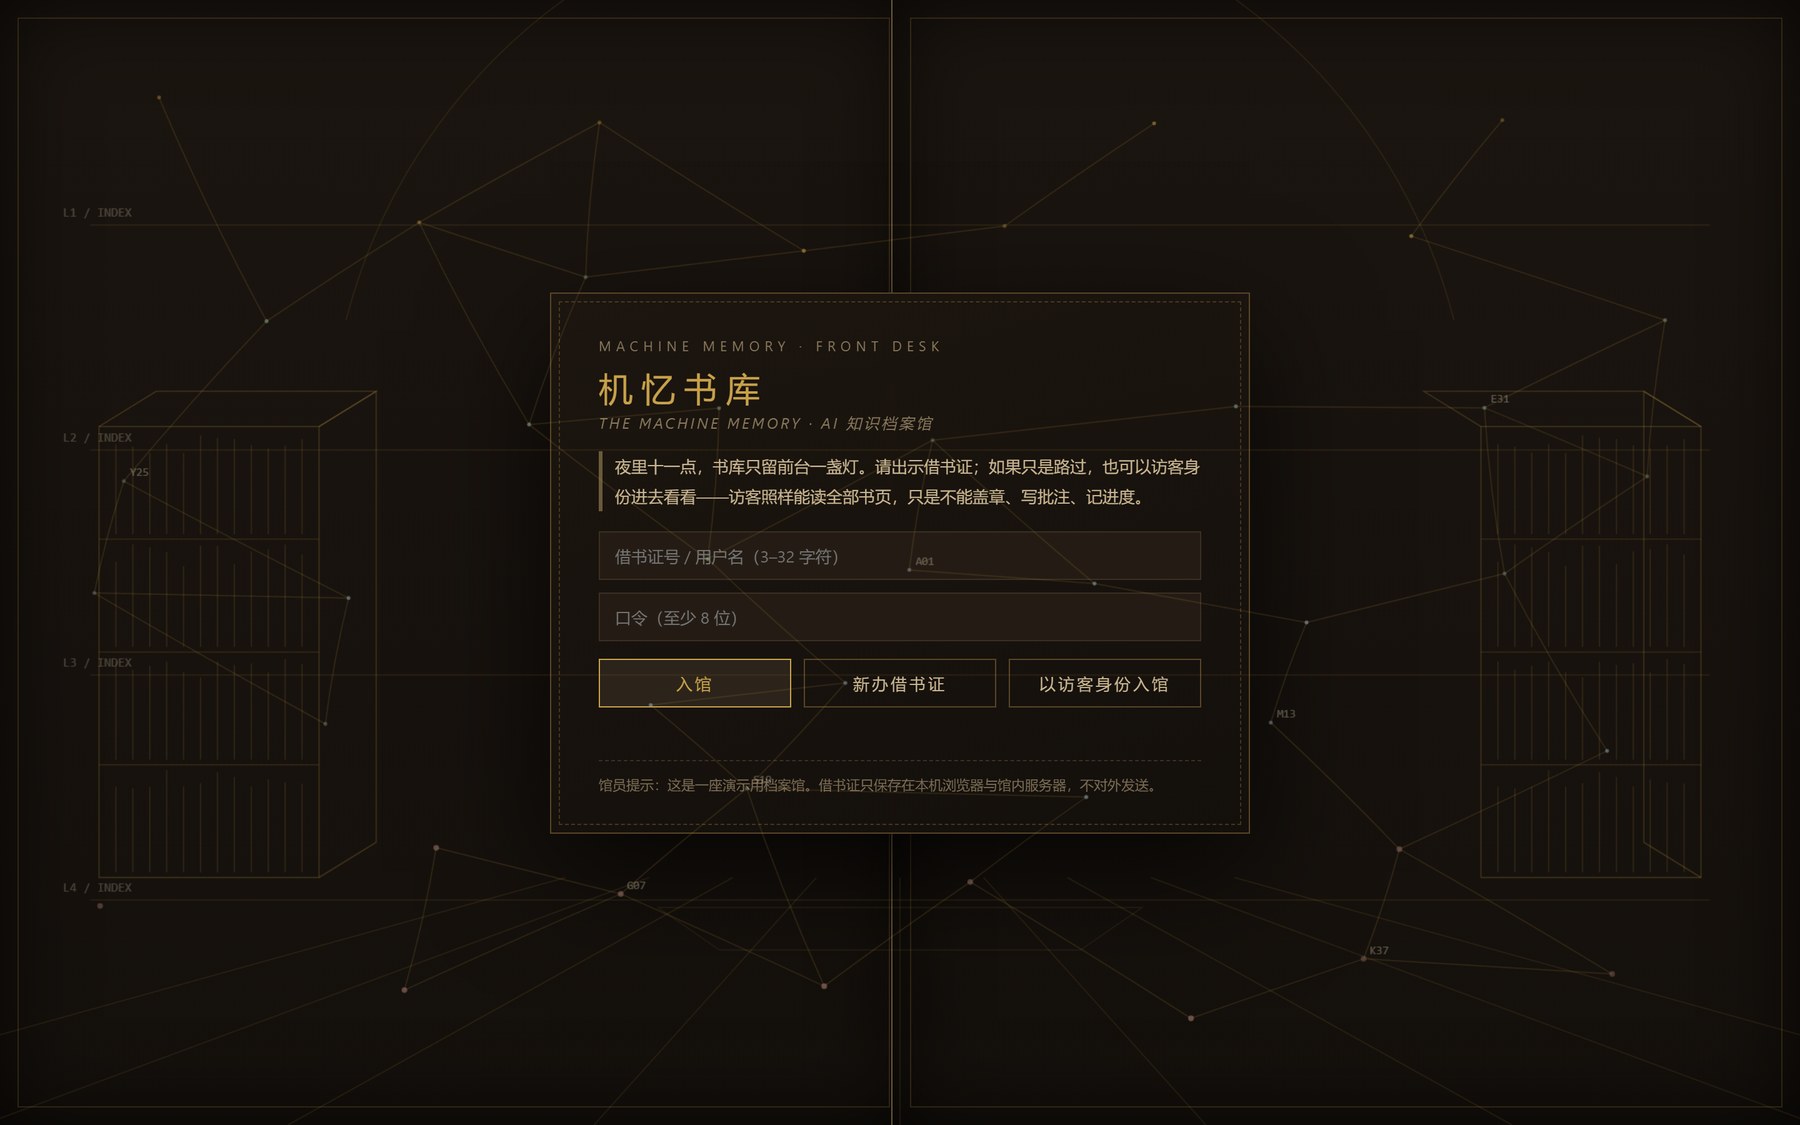 L1 / INDEX
MACHINE MEMORY · FRONT DESK
机忆书库
THE MACHINE MEMORY · AI 知识档案馆
E31
L2 / INDEX
Y25
夜里十一点，书库只留前台一盏灯。请出示借书证；如果只是路过，也可以访客身
份进去看看——访客照样能读全部书页，只是不能盖章、写批注、记进度。
借书证号 / 用户名（3–32 字符）
A01
口令（至少 8 位）
L3 / INDEX
入馆
新办借书证
以访客身份入馆
M13
馆员提示：这是一座演示用档案馆。借书证只保存在本机浏览器与馆内服务器，不对外发送。
L4 / INDEX
G07
K37